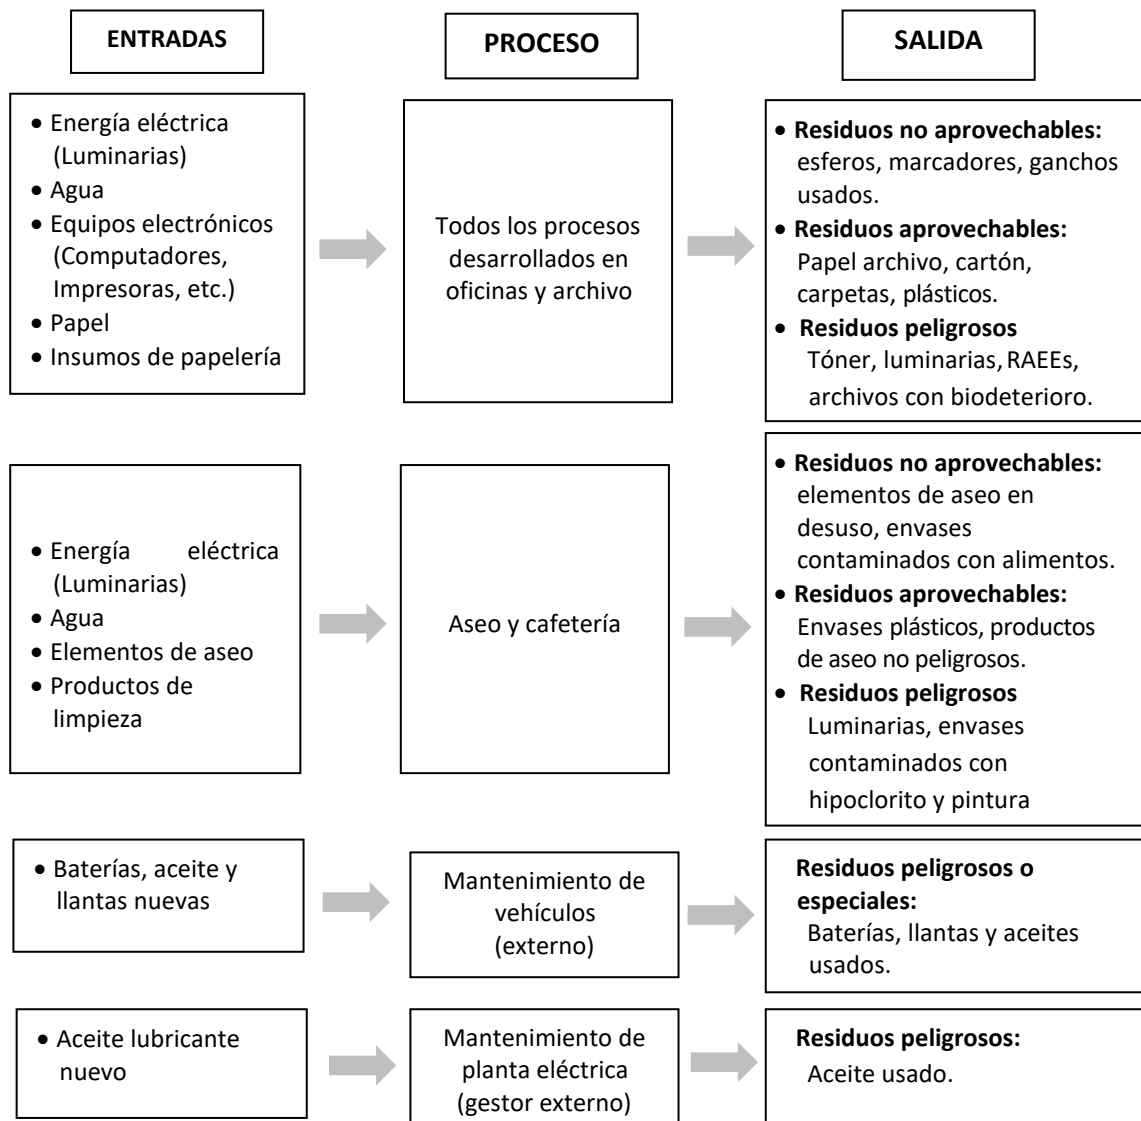 ENTRADAS
PROCESO
SALIDA
• Energía eléctrica
(Luminarias)
• Agua
• Equipos electrónicos
(Computadores,
Impresoras, etc.)
• Papel
• Insumos de papelería
Todos los procesos
desarrollados en
oficinas y archivo
• Residuos no aprovechables:
esferos, marcadores, ganchos
usados.
• Residuos aprovechables:
Papel archivo, cartón,
carpetas, plásticos.
• Residuos peligrosos
Tóner, luminarias, RAEEs,
archivos con biodeterioro.
• Energía eléctrica
(Luminarias)
• Agua
• Elementos de aseo
• Productos de
limpieza
Aseo y cafetería
• Residuos no aprovechables:
elementos de aseo en
desuso, envases
contaminados con alimentos.
• Residuos aprovechables:
Envases plásticos, productos
de aseo no peligrosos.
• Residuos peligrosos
Luminarias, envases
contaminados con
hipoclorito y pintura
• Baterías, aceite y
llantas nuevas
Mantenimiento de
vehículos
(externo)
Residuos peligrosos o
especiales:
Baterías, llantas y aceites
usados.
• Aceite lubricante
nuevo
Mantenimiento de
planta eléctrica
(gestor externo)
Residuos peligrosos:
Aceite usado.